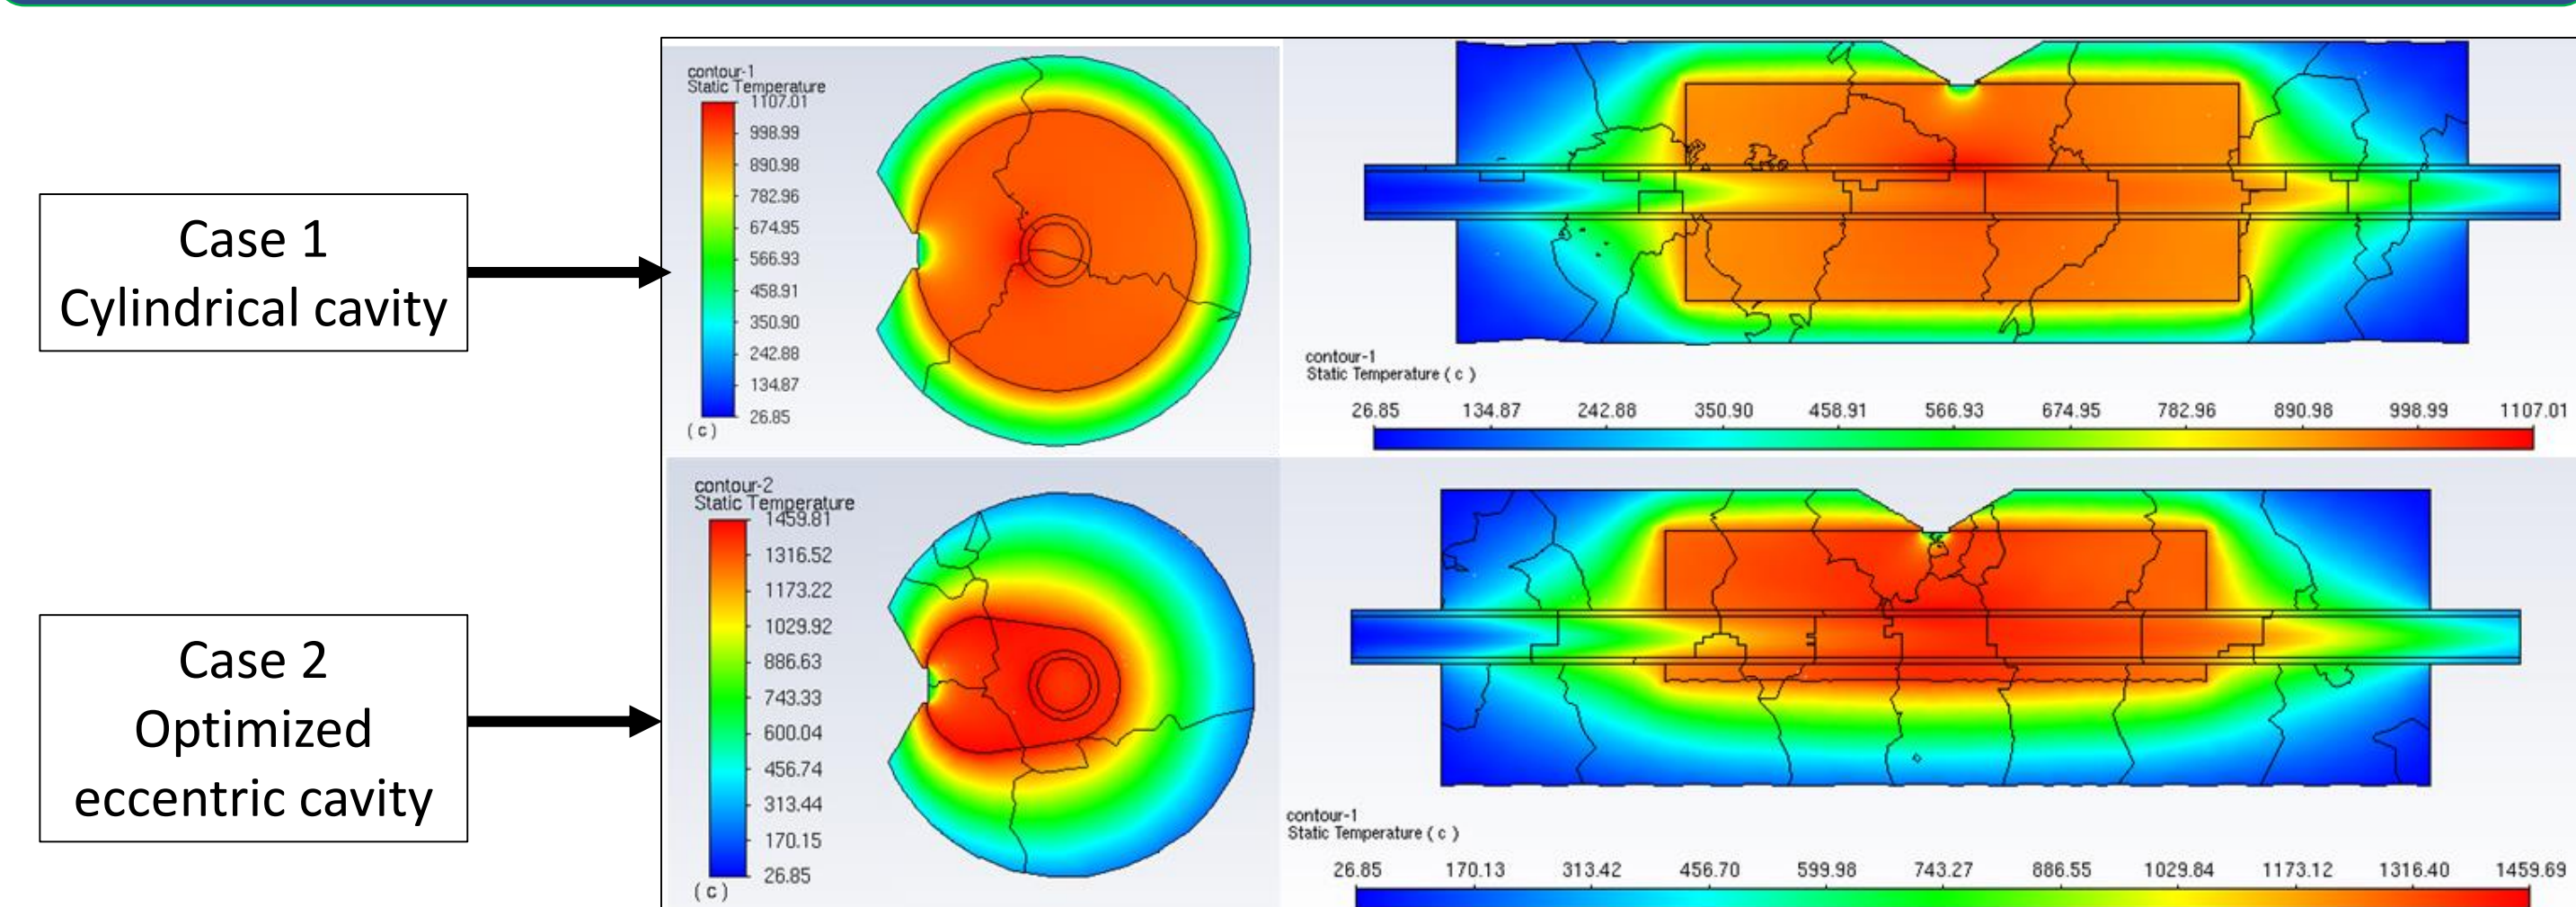 Case 1
Cylindrical cavity
contour-1
Static Temperature
1107.01
998.99
890.98
782.96
674.95
566.93
458.91
350.90
242.88
134.87
26.85
( c )
contour-1
Static Temperature ( c )
26.85 134.87 242.88 350.90 458.91 566.93 674.95 782.96 890.98 998.99 1107.01
Case 2
Optimized
eccentric cavity
contour-2
Static Temperature
1459.81
1316.52
1173.22
1029.92
886.63
743.33
600.04
456.74
313.44
170.15
26.85
( c )
contour-1
Static Temperature ( c )
26.85 170.13 313.42 456.70 599.98 743.27 886.55 1029.84 1173.12 1316.40 1459.69